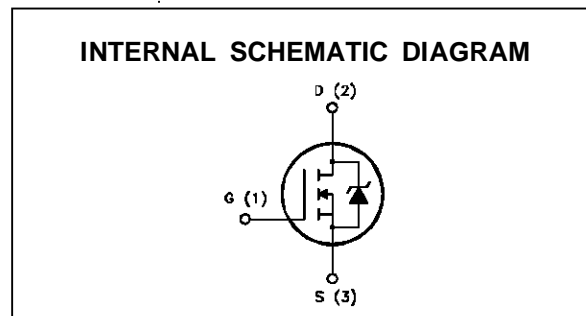 INTERNAL SCHEMATIC DIAGRAM
D (2)
G (1)
S (3)